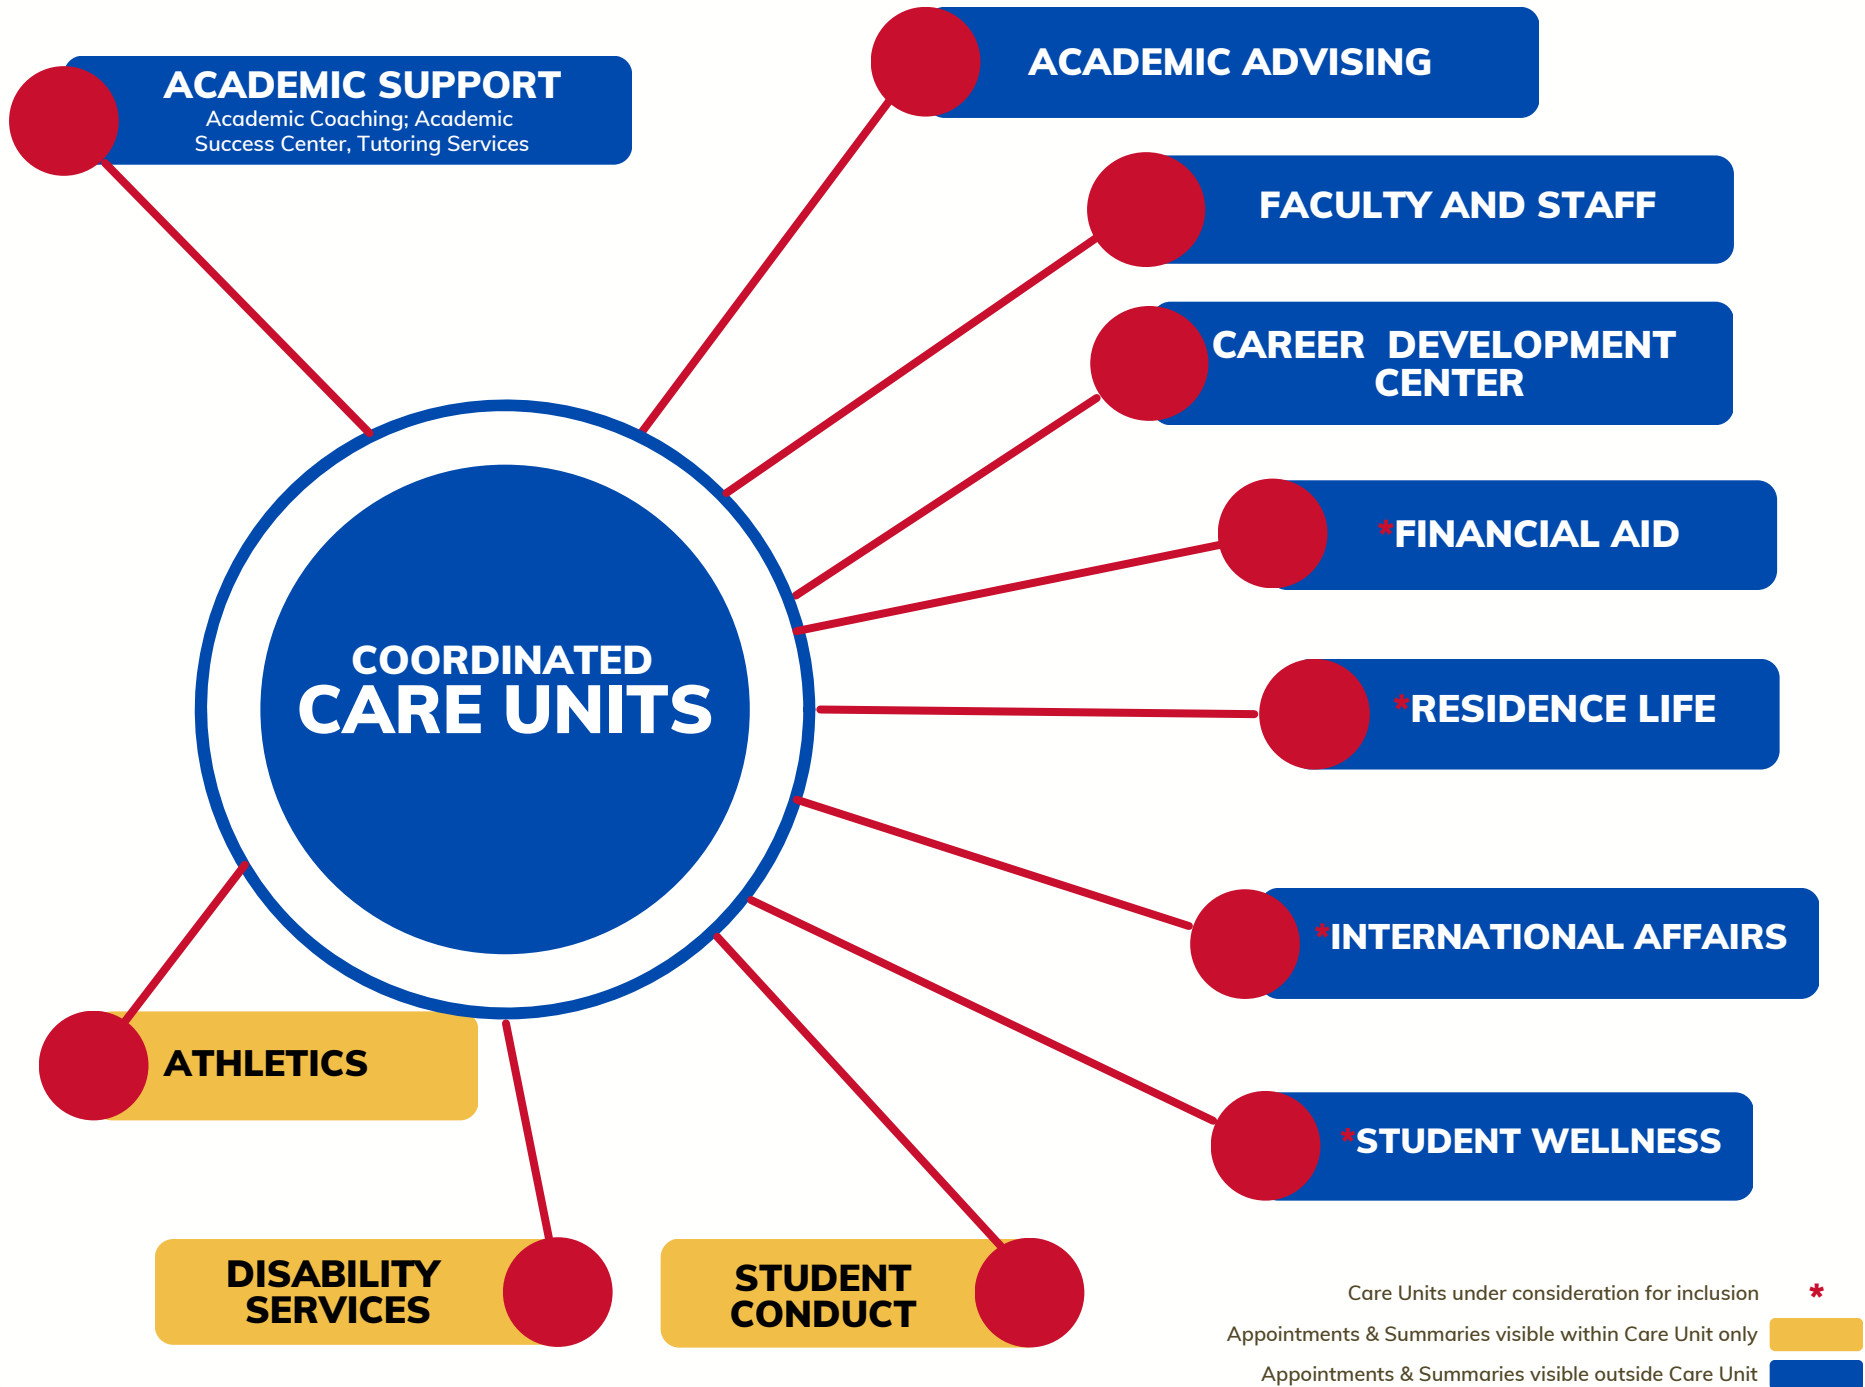 ACADEMIC SUPPORT
Academic Coaching; Academic
Success Center, Tutoring Services
ACADEMIC ADVISING
FACULTY AND STAFF
CAREER DEVELOPMENT
CENTER
*FINANCIAL AID
COORDINATED
CARE UNITS
*RESIDENCE LIFE
*INTERNATIONAL AFFAIRS
ATHLETICS
*STUDENT WELLNESS
DISABILITY
SERVICES
STUDENT
CONDUCT
Care Units under consideration for inclusion *
Appointments & Summaries visible within Care Unit only
Appointments & Summaries visible outside Care Unit